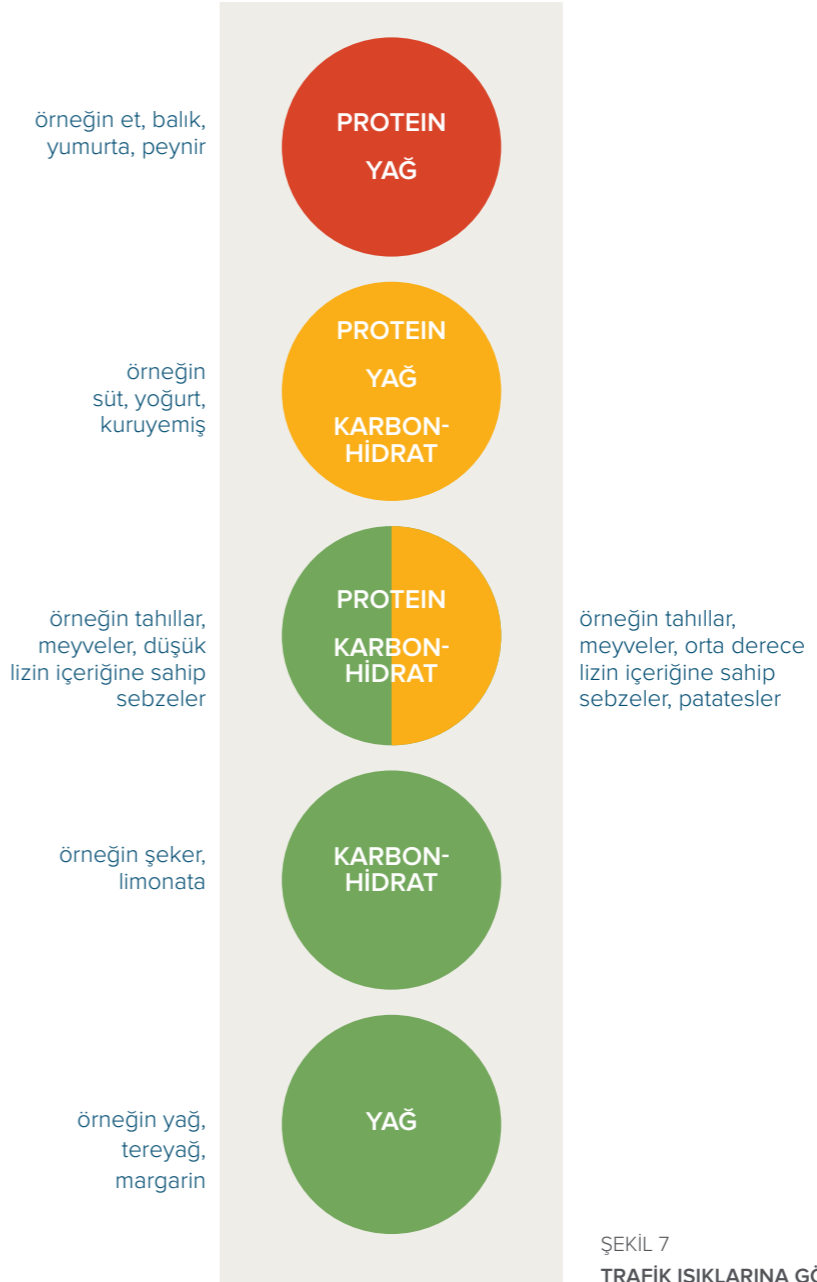 örneğin et, balık,
yumurta, peynir
PROTEIN
YAĞ
örneğin
süt, yoğurt,
kuruyemiş
PROTEIN
YAĞ
KARBON-
HİDRAT
örneğin tahıllar,
meyveler, düşük
lizin içeriğine sahip
sebzeler
PROTEIN
KARBON-
HİDRAT
örneğin tahıllar,
meyveler, orta derece
lizin içeriğine sahip
sebzeler, patatesler
örneğin şeker,
limonata
KARBON-
HİDRAT
örneğin yağ,
tereyağ,
margarin
YAĞ
ŞEKİL 7
TRAFİK IŞIKLARINA